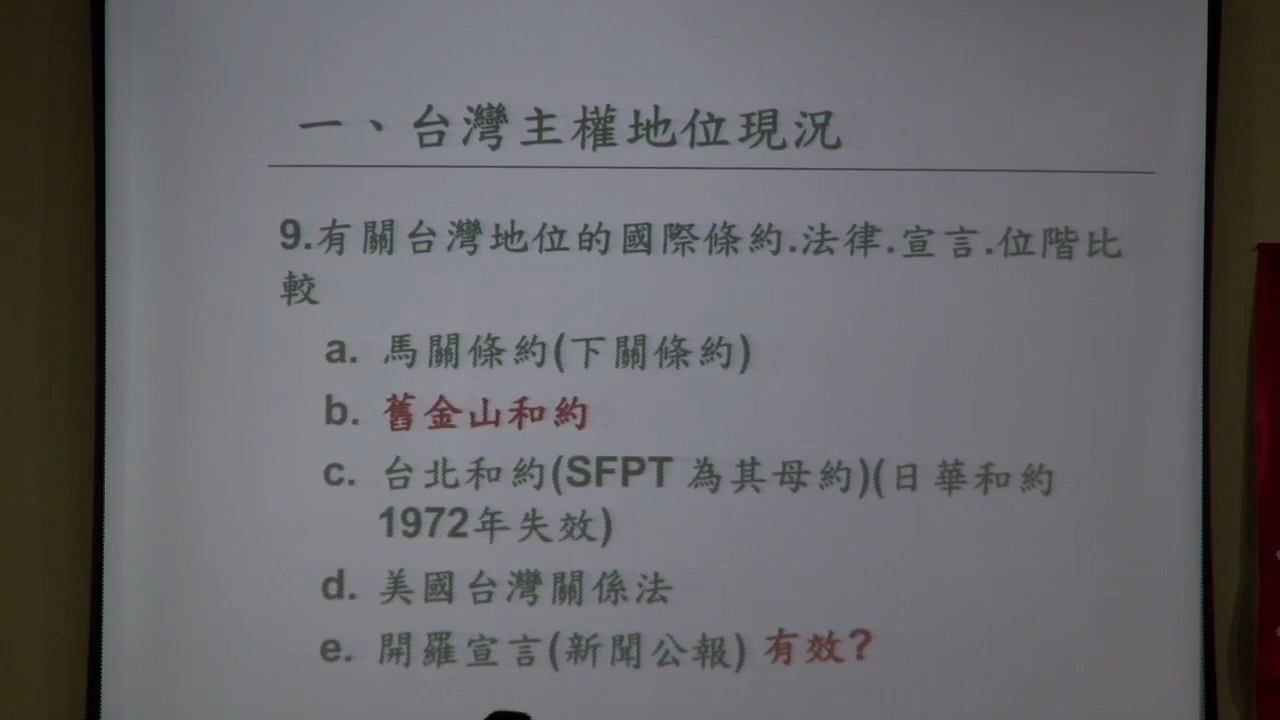 一、台灣主權地位現況
9.有關台灣地位的國際條約.法律.宣言.位階比
較
a. 馬關條約(下關條約)
b. 舊金山和約
c. 台北和約(SFPT 為其母約)(日華和約
1972年失效)
d. 美國台灣關係法
e. 開羅宣言(新聞公報) 有效?